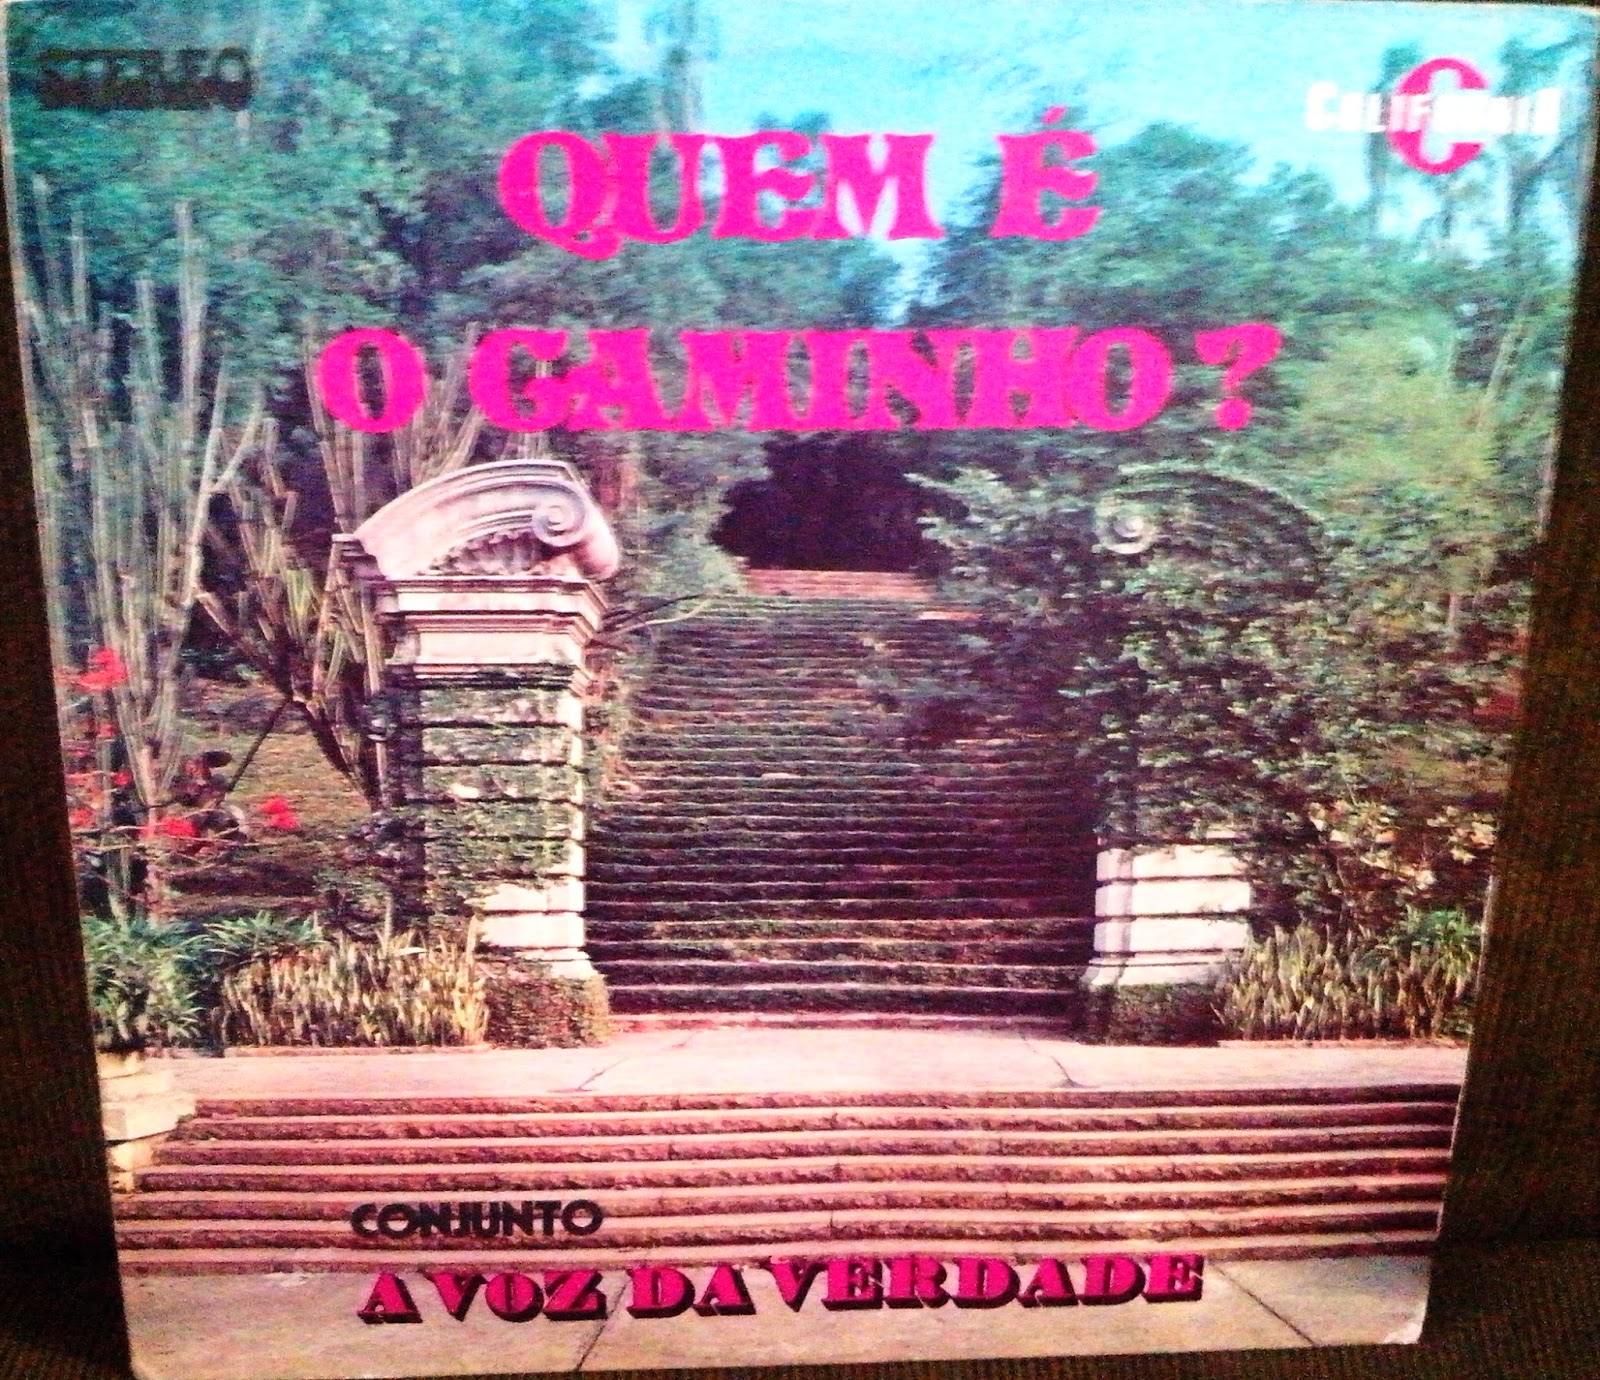 STEREO
CALIFORNIA
QUEM É
O CAMINHO?
CONJUNTO
A VOZ DA VERDADE